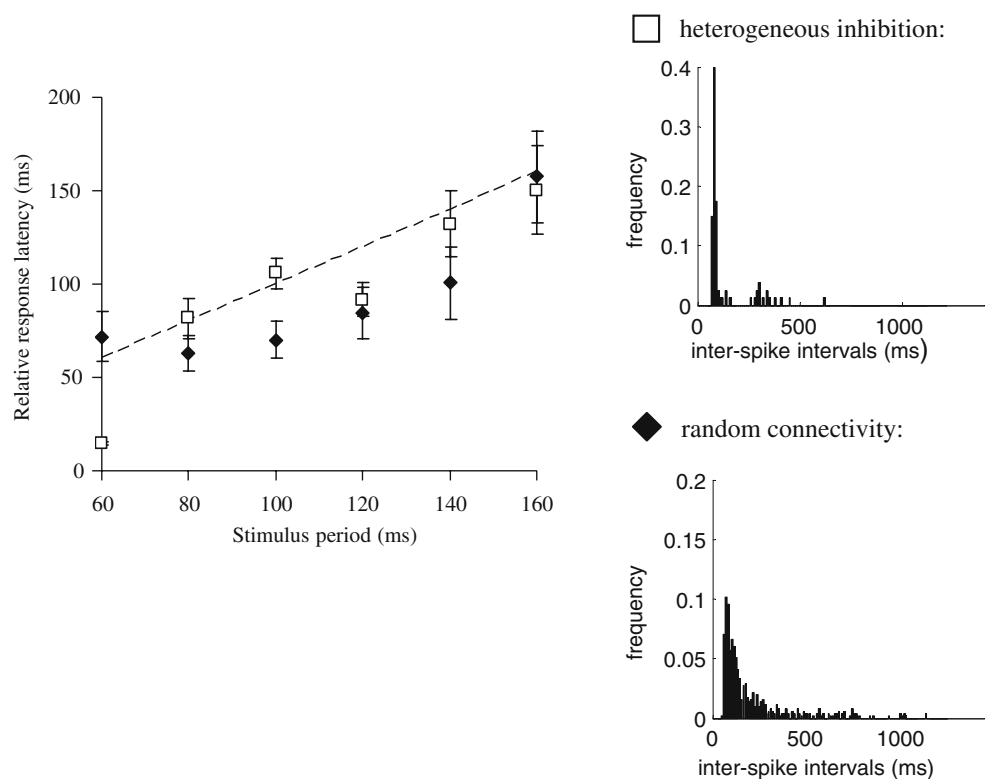 200
150
100
50
0
Relative response latency (ms)
60 80 100 120 140 160
Stimulus period (ms)
heterogeneous inhibition:
0.4
0.3
0.2
0.1
0
frequency
0 500 1000
inter-spike intervals (ms)
random connectivity:
0.2
0.15
0.1
0.05
0
frequency
0 500 1000
inter-spike intervals (ms)